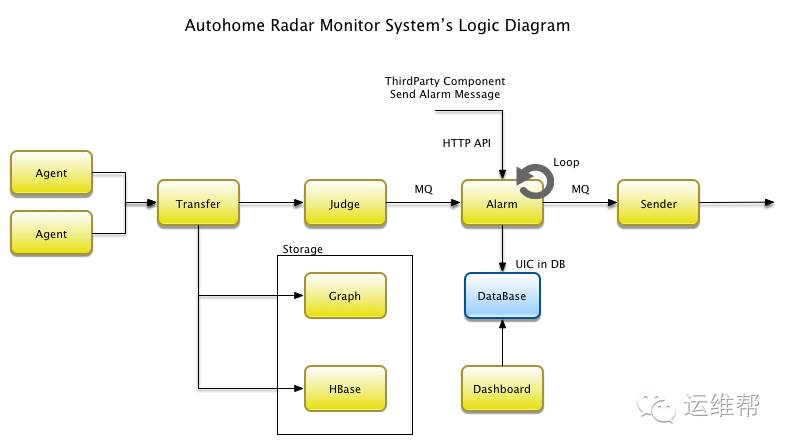 Autohome Radar Monitor System's Logic Diagram
ThirdParty Component
Send Alarm Message
HTTP API
Loop
Agent
Agent
Transfer
Judge
MQ
Alarm
MQ
Sender
Storage
Graph
HBase
UIC in DB
DataBase
Dashboard
运维帮